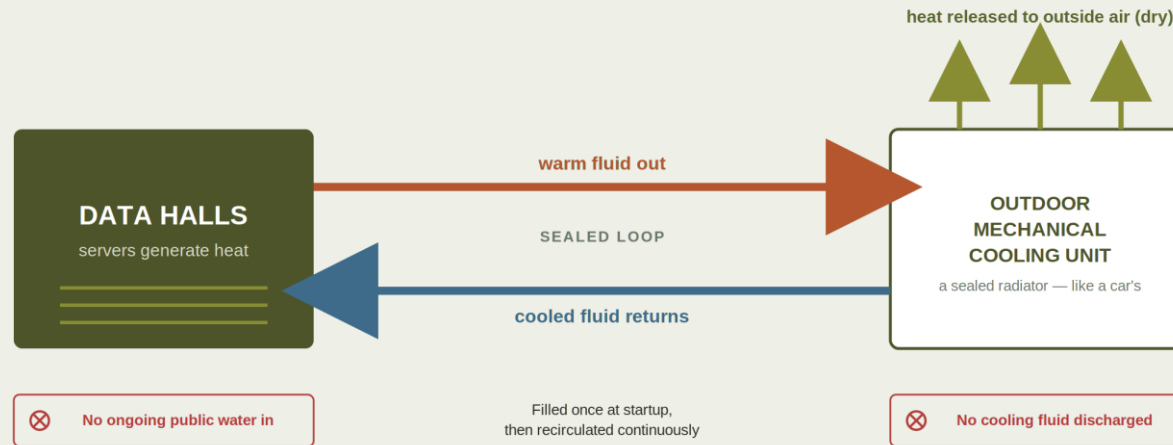 heat released to outside air (dry)
warm fluid out
DATA HALLS
servers generate heat
SEALED LOOP
OUTDOOR
MECHANICAL
COOLING UNIT
a sealed radiator — like a car's
cooled fluid returns
No ongoing public water in
Filled once at startup,
then recirculated continuously
No cooling fluid discharged